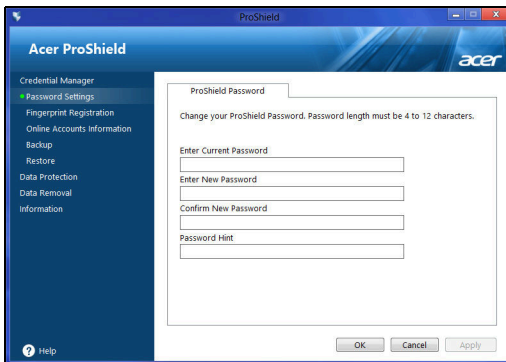 ProShield
Acer ProShield
acer
Credential Manager
Password Settings
Fingerprint Registration
Online Accounts Information
Backup
Restore
Data Protection
Data Removal
Information
? Help
ProShield Password
Change your ProShield Password. Password length must be 4 to 12 characters.
Enter Current Password
Enter New Password
Confirm New Password
Password Hint
OK
Cancel
Apply